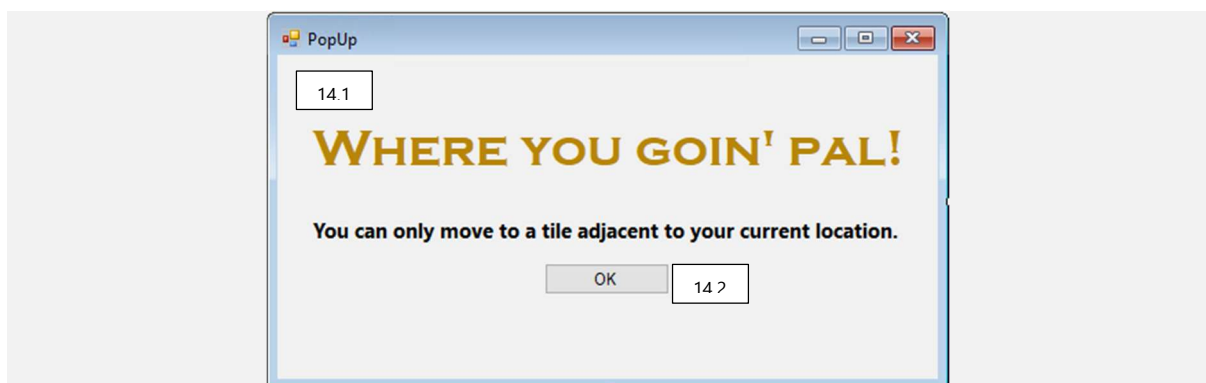 PopUp
14.1
WHERE YOU GOIN' PAL!
You can only move to a tile adjacent to your current location.
OK
14.2